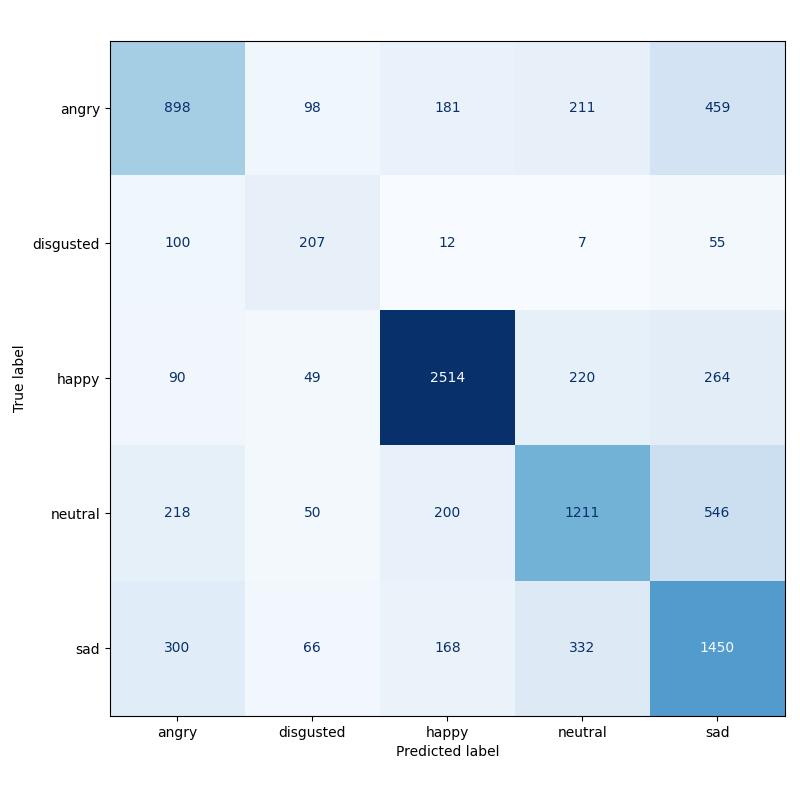 angry 898 98 181 211 459
disgusted 100 207 12 7 55
happy 90 49 2514 220 264
neutral 218 50 200 1211 546
sad 300 66 168 332 1450
True label
angry disgusted happy neutral sad
Predicted label